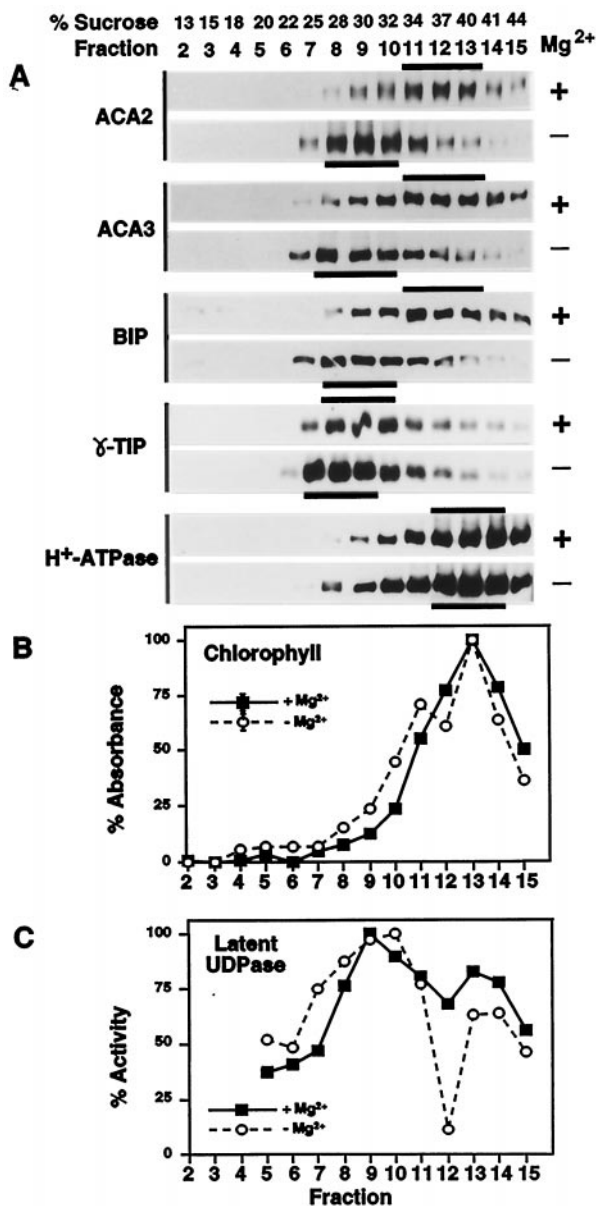 % Sucrose 13 15 18 20 22 25 28 30 32 34 37 40 41 44
Fraction 2 3 4 5 6 7 8 9 10 11 12 13 14 15 Mg2+
A
ACA2
+
−
ACA3
+
−
BIP
+
−
γ-TIP
+
−
H+-ATPase
+
−
B
Chlorophyll
+ Mg2+
- Mg2+
% Absorbance
100
75
50
25
0
2 3 4 5 6 7 8 9 10 11 12 13 14 15
C
Latent
UDPase
+ Mg2+
- Mg2+
% Activity
100
75
50
25
0
2 3 4 5 6 7 8 9 10 11 12 13 14 15
Fraction